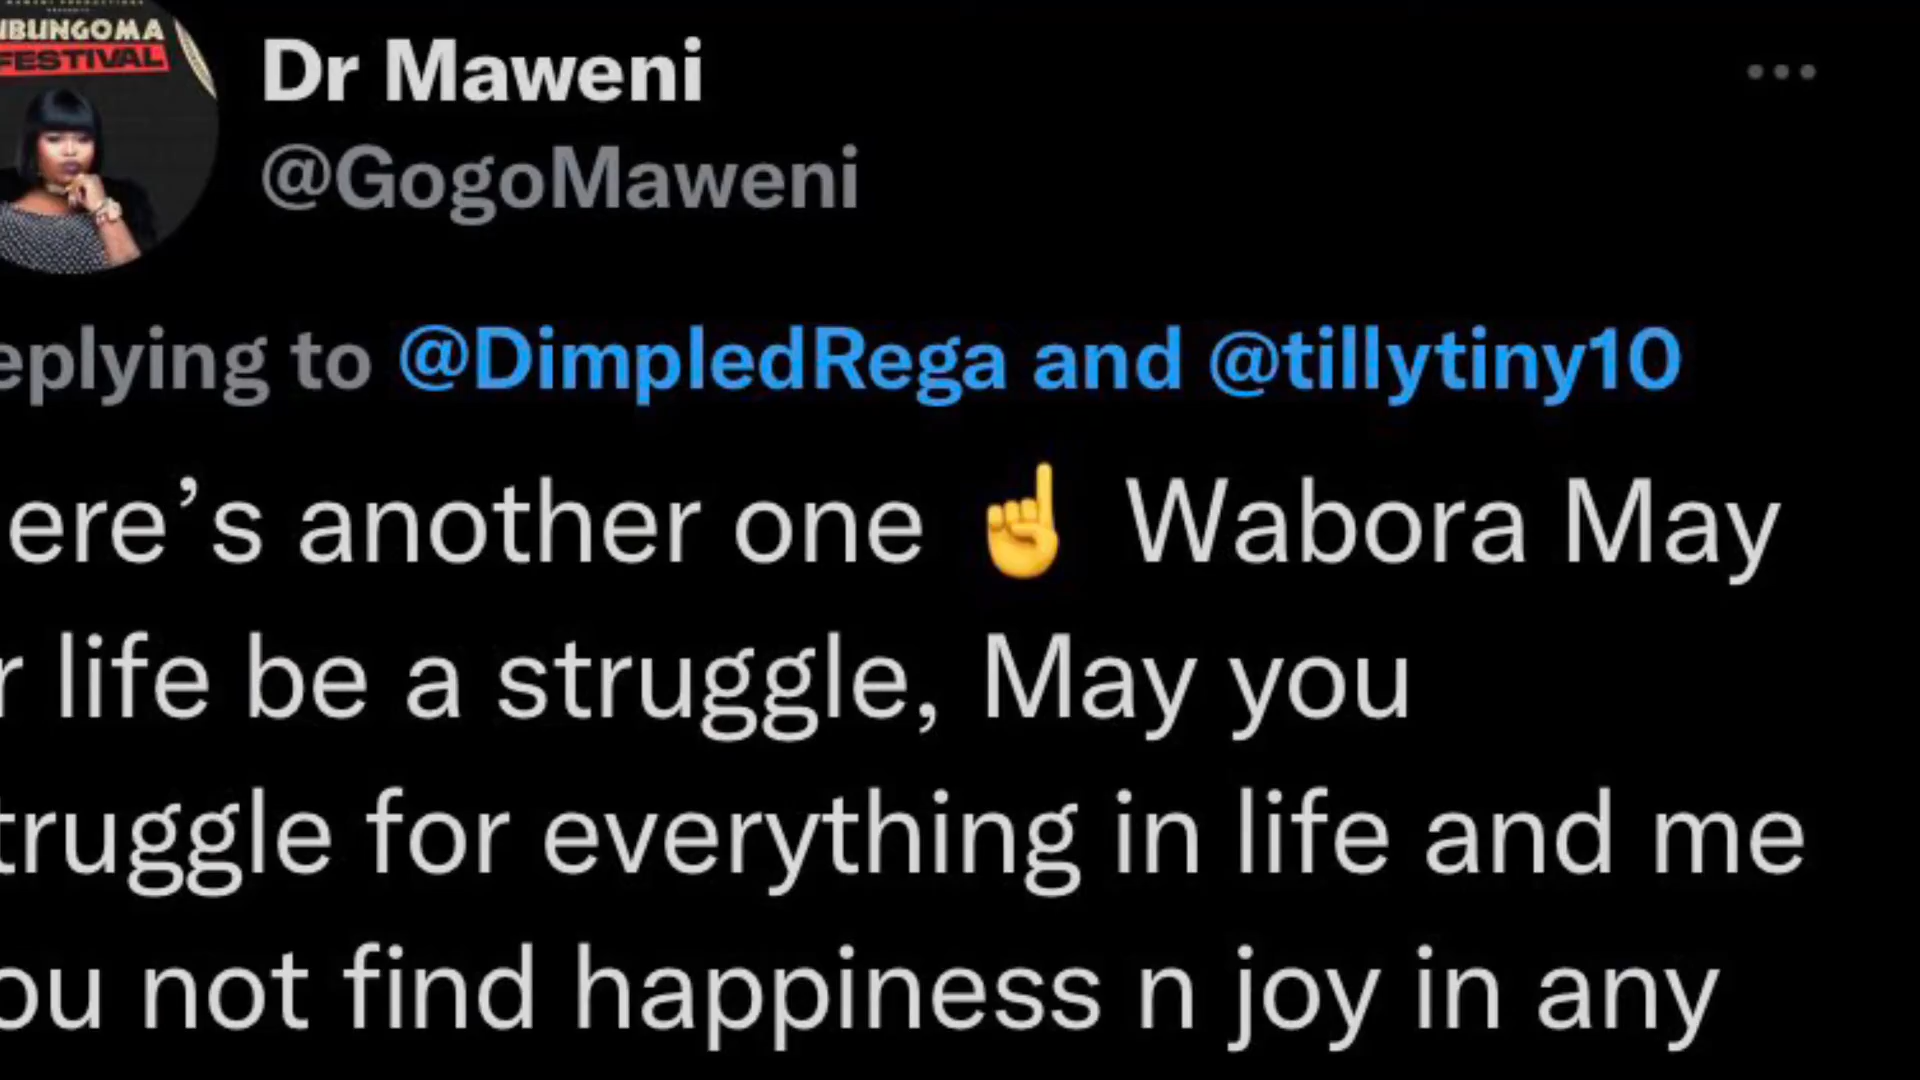 UBUNGOMA
FESTIVAL
Dr Maweni
@GogoMaweni
eplying to @DimpledRega and @tillytiny10
ere's another one ☝ Wabora May
r life be a struggle, May you
truggle for everything in life and me
ou not find happiness n joy in any